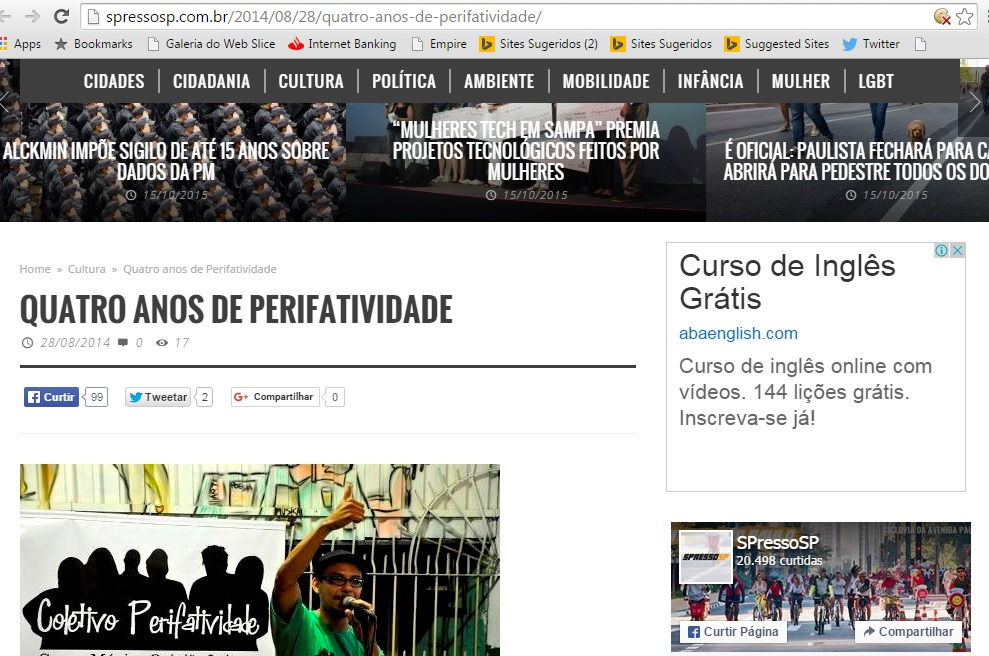 spressosp.com.br/2014/08/28/quatro-anos-de-perifatividade/
Apps Bookmarks Galeria do Web Slice Internet Banking Empire Sites Sugeridos (2) Sites Sugeridos Suggested Sites Twitter
CIDADES CIDADANIA CULTURA POLÍTICA AMBIENTE MOBILIDADE INFÂNCIA MULHER LGBT
ALCKMIN IMPÕE SIGILO DE ATÉ 15 ANOS SOBRE
DADOS DA PM
15/10/2015
“MULHERES TECH EM SAMPA” PREMIA
PROJETOS TECNOLÓGICOS FEITOS POR
MULHERES
15/10/2015
É OFICIAL: PAULISTA FECHARÁ PARA CA
ABRIRÁ PARA PEDESTRE TODOS OS DO
15/10/2015
Home » Cultura » Quatro anos de Perifatividade
QUATRO ANOS DE PERIFATIVIDADE
28/08/2014 0 17
Curtir 99 Tweetar 2 G+ Compartilhar 0
Coletivo Perifatividade
Curso de Inglês
Grátis
abaenglish.com
Curso de inglês online com
vídeos. 144 lições grátis.
Inscreva-se já!
SPRESSOSP
SPressoSP
20.498 curtidas
Curtir Página Compartilhar